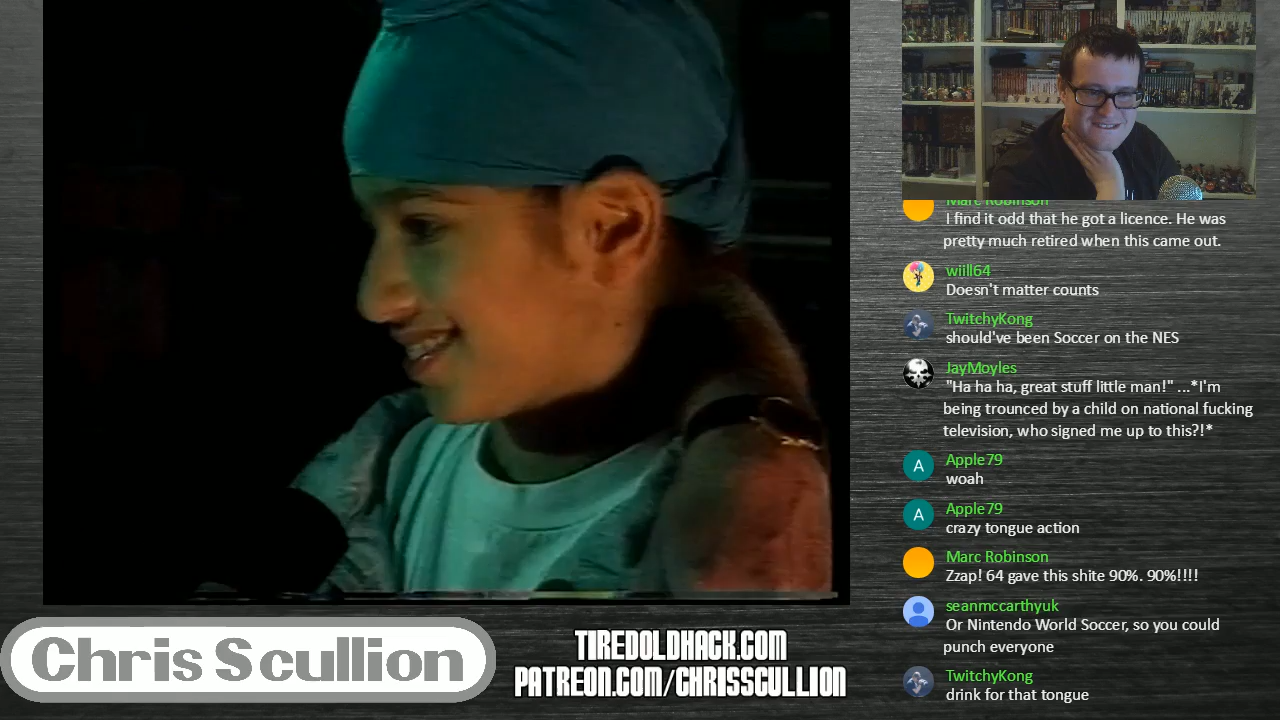 Marc Robinson
I find it odd that he got a licence. He was
pretty much retired when this came out.
wiill64
Doesn't matter counts
TwitchyKong
should've been Soccer on the NES
JayMoyles
"Ha ha ha, great stuff little man!" ...*I'm
being trounced by a child on national fucking
television, who signed me up to this?!*
A Apple79
woah
A Apple79
crazy tongue action
Marc Robinson
Zzap! 64 gave this shite 90%. 90%!!!!
seanmccarthyuk
Or Nintendo World Soccer, so you could
punch everyone
TwitchyKong
drink for that tongue
Chris Scullion
TIREDOLDHACK.COM
PATREON.COM/CHRISSCULLION